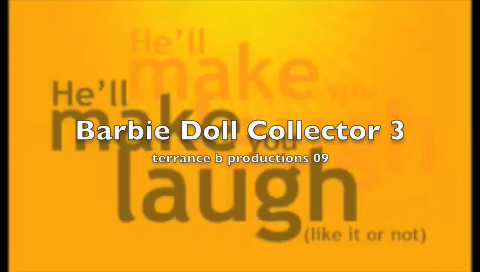 He'll
make you
He'll
make you
laugh
(like it or not)
Barbie Doll Collector 3
terrance b productions 09